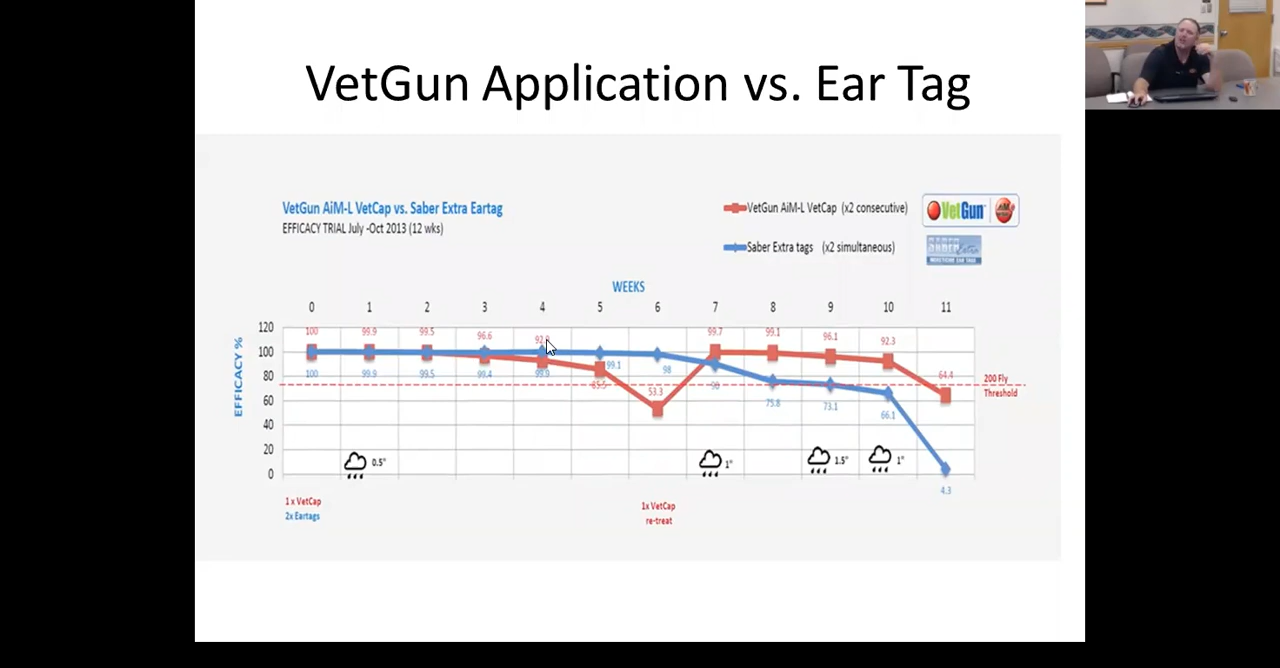 VetGun Application vs. Ear Tag
VetGun AiM-L VetCap vs. Saber Extra Eartag
EFFICACY TRIAL July -Oct 2013 (12 wks)
VetGun AiM-L VetCap (x2 consecutive)
Saber Extra tags (x2 simultaneous)
VetGun
WEEKS
0 1 2 3 4 5 6 7 8 9 10 11
EFFICACY %
120
100
80
60
40
20
0
100 99.9 99.5 96.6 53.3 99.7 99.1 96.1 92.3 64.4
100 99.9 99.5 99.4 99.9 99.1 98 75.8 73.1 66.1 4.3
200 Fly
Threshold
0.5"
1"
1.5"
1"
1 x VetCap
2x Eartags
1x VetCap
re-treat